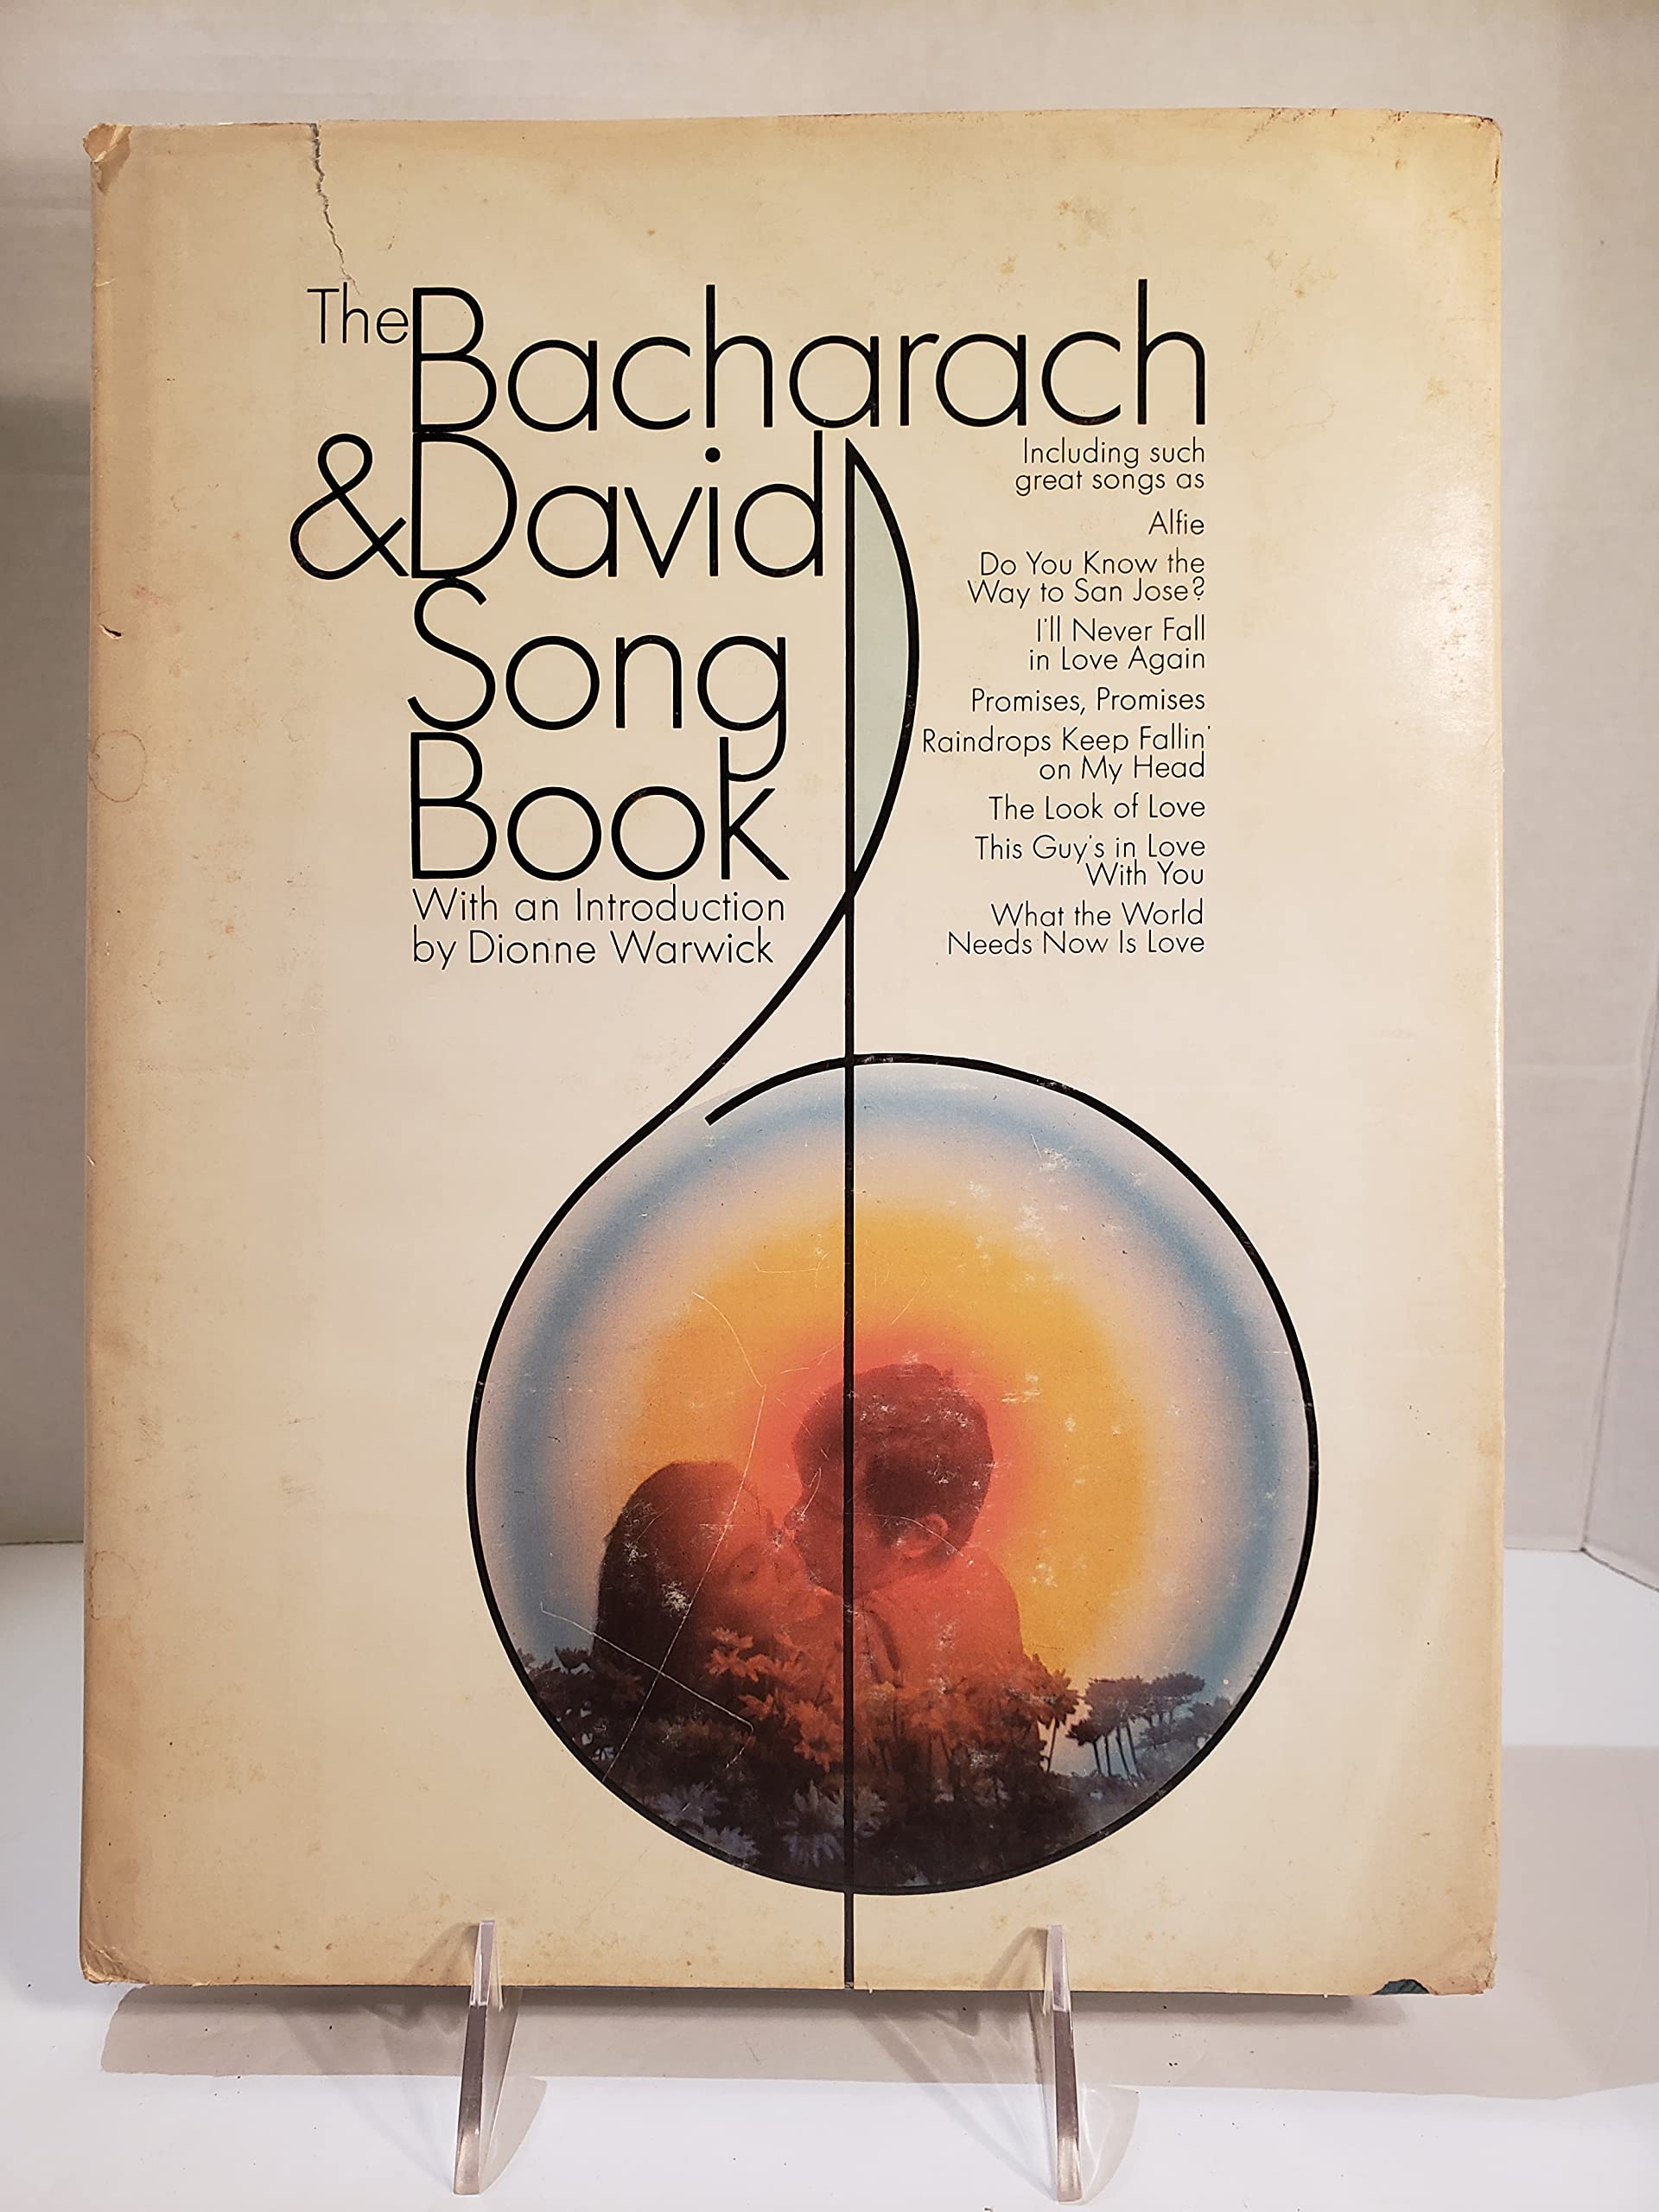 The Bacharach
& David
Song
Book
With an Introduction
by Dionne Warwick
Including such
great songs as
Alfie
Do You Know the
Way to San Jose?
I'll Never Fall
in Love Again
Promises, Promises
Raindrops Keep Fallin'
on My Head
The Look of Love
This Guy's in Love
With You
What the World
Needs Now Is Love